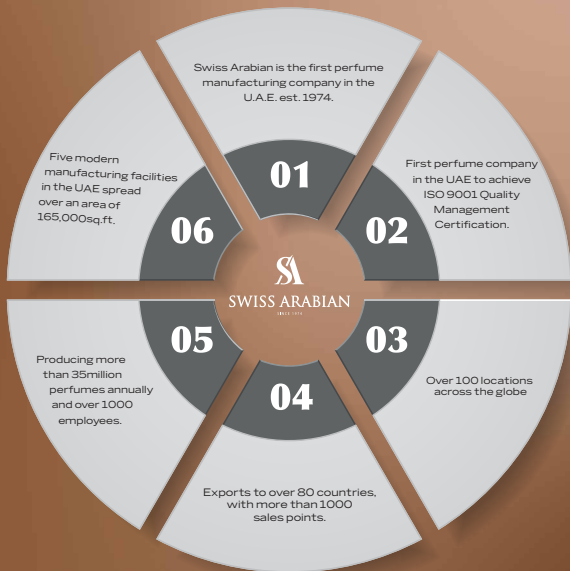 Swiss Arabian is the first perfume
manufacturing company in the
U.A.E. est. 1974.
01
First perfume company
in the UAE to achieve
ISO 9001 Quality
Management
Certification.
02
Over 100 locations
across the globe
03
Exports to over 80 countries,
with more than 1000
sales points.
04
Producing more
than 35million
perfumes annually
and over 1000
employees.
05
Five modern
manufacturing facilities
in the UAE spread
over an area of
165,000sq.ft.
06
SA
SWISS ARABIAN
SINCE 1974